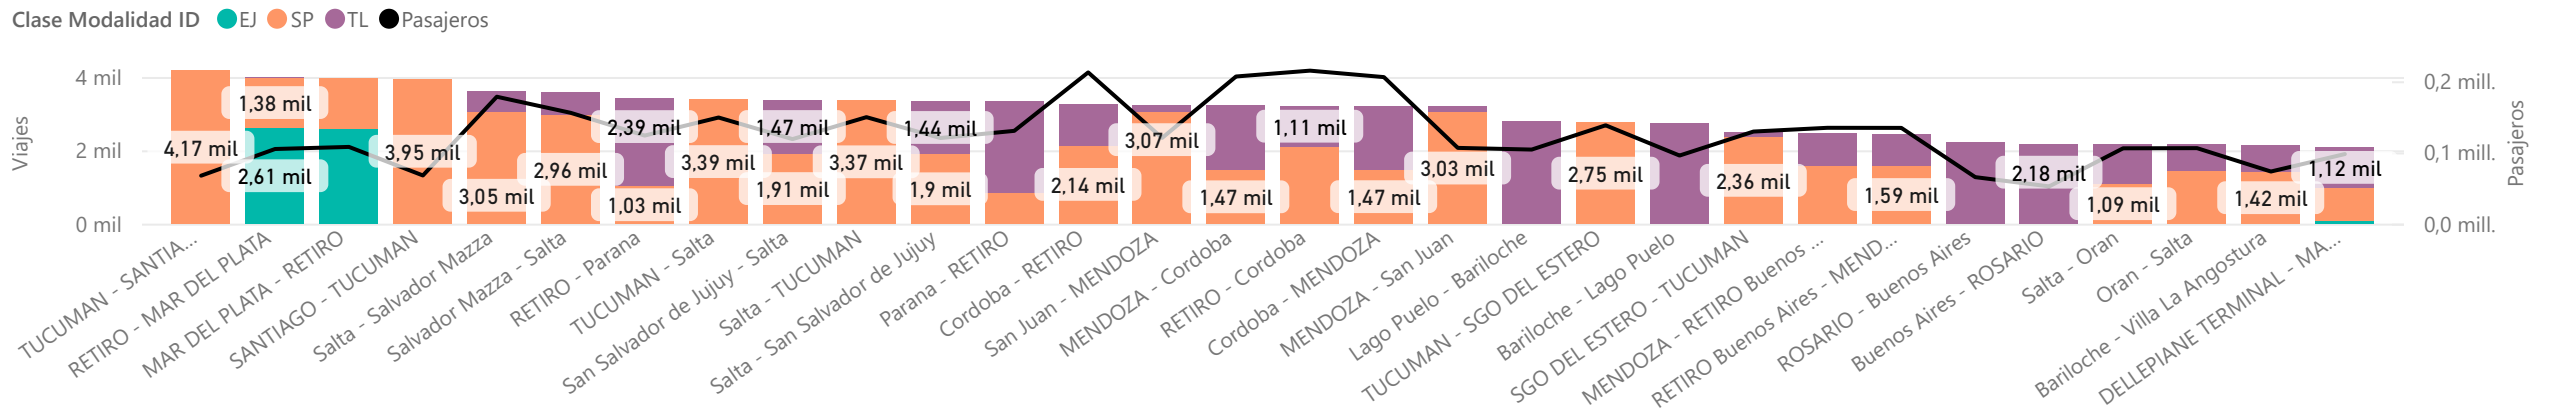 Clase Modalidad ID EJ SP TL Pasajeros
Viajes
4 mil
2 mil
0 mil
4,17 mil
1,38 mil
2,61 mil
3,95 mil
3,05 mil
2,96 mil
2,39 mil
1,03 mil
3,39 mil
1,47 mil
1,91 mil
3,37 mil
1,44 mil
1,9 mil
2,14 mil
3,07 mil
1,47 mil
1,11 mil
1,47 mil
3,03 mil
2,75 mil
2,36 mil
1,59 mil
2,18 mil
1,09 mil
1,42 mil
1,12 mil
0,2 mill.
0,1 mill.
0,0 mill.
Pasajeros
TUCUMAN - SANTIA...
RETIRO - MAR DEL PLATA
MAR DEL PLATA - RETIRO
SANTIAGO - TUCUMAN
Salta - Salvador Mazza
Salvador Mazza - Salta
RETIRO - Parana
TUCUMAN - Salta
San Salvador de Jujuy - Salta
Salta - TUCUMAN
Salta - San Salvador de Jujuy
Parana - RETIRO
Cordoba - RETIRO
San Juan - MENDOZA
MENDOZA - Cordoba
RETIRO - Cordoba
Cordoba - MENDOZA
MENDOZA - San Juan
Lago Puelo - Bariloche
TUCUMAN - SGO DEL ESTERO
Bariloche - Lago Puelo
SGO DEL ESTERO - TUCUMAN
MENDOZA - RETIRO Buenos ...
RETIRO Buenos Aires - MEND...
ROSARIO - Buenos Aires
Buenos Aires - ROSARIO
Salta - Oran
Oran - Salta
Bariloche - Villa La Angostura
DELLEPIANE TERMINAL - MA...